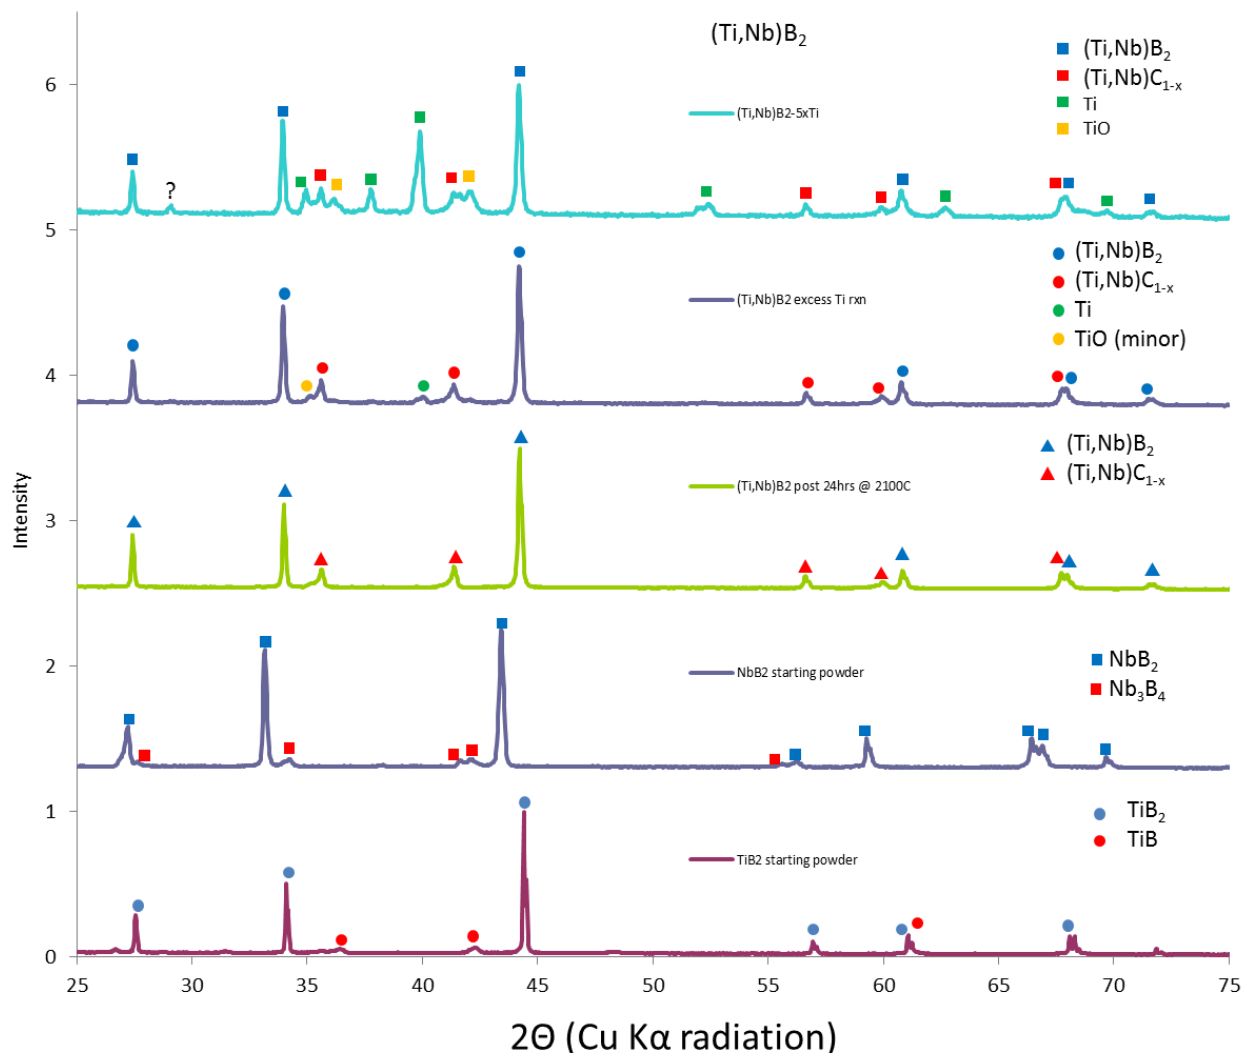 (Ti,Nb)B2
6
(Ti,Nb)B2
(Ti,Nb)C1-x
Ti
TiO
(Ti,Nb)B2-5xTi
?
5
(Ti,Nb)B2
(Ti,Nb)C1-x
Ti
TiO (minor)
(Ti,Nb)B2 excess Ti rxn
4
(Ti,Nb)B2
(Ti,Nb)C1-x
(Ti,Nb)B2 post 24hrs @ 2100C
3
Intensity
NbB2
Nb3B4
NbB2 starting powder
2
TiB2
TiB
TiB2 starting powder
1
0
25 30 35 40 45 50 55 60 65 70 75
2Θ (Cu Kα radiation)